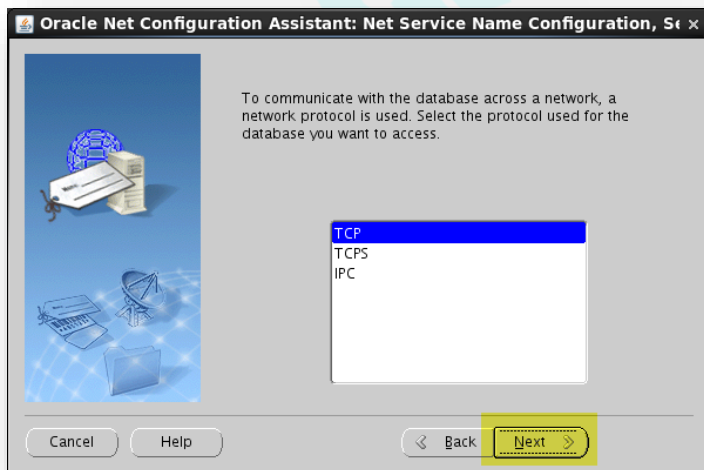 Oracle Net Configuration Assistant: Net Service Name Configuration, Se
To communicate with the database across a network, a
network protocol is used. Select the protocol used for the
database you want to access.
TCP
TCPS
IPC
Cancel
Help
Back
Next